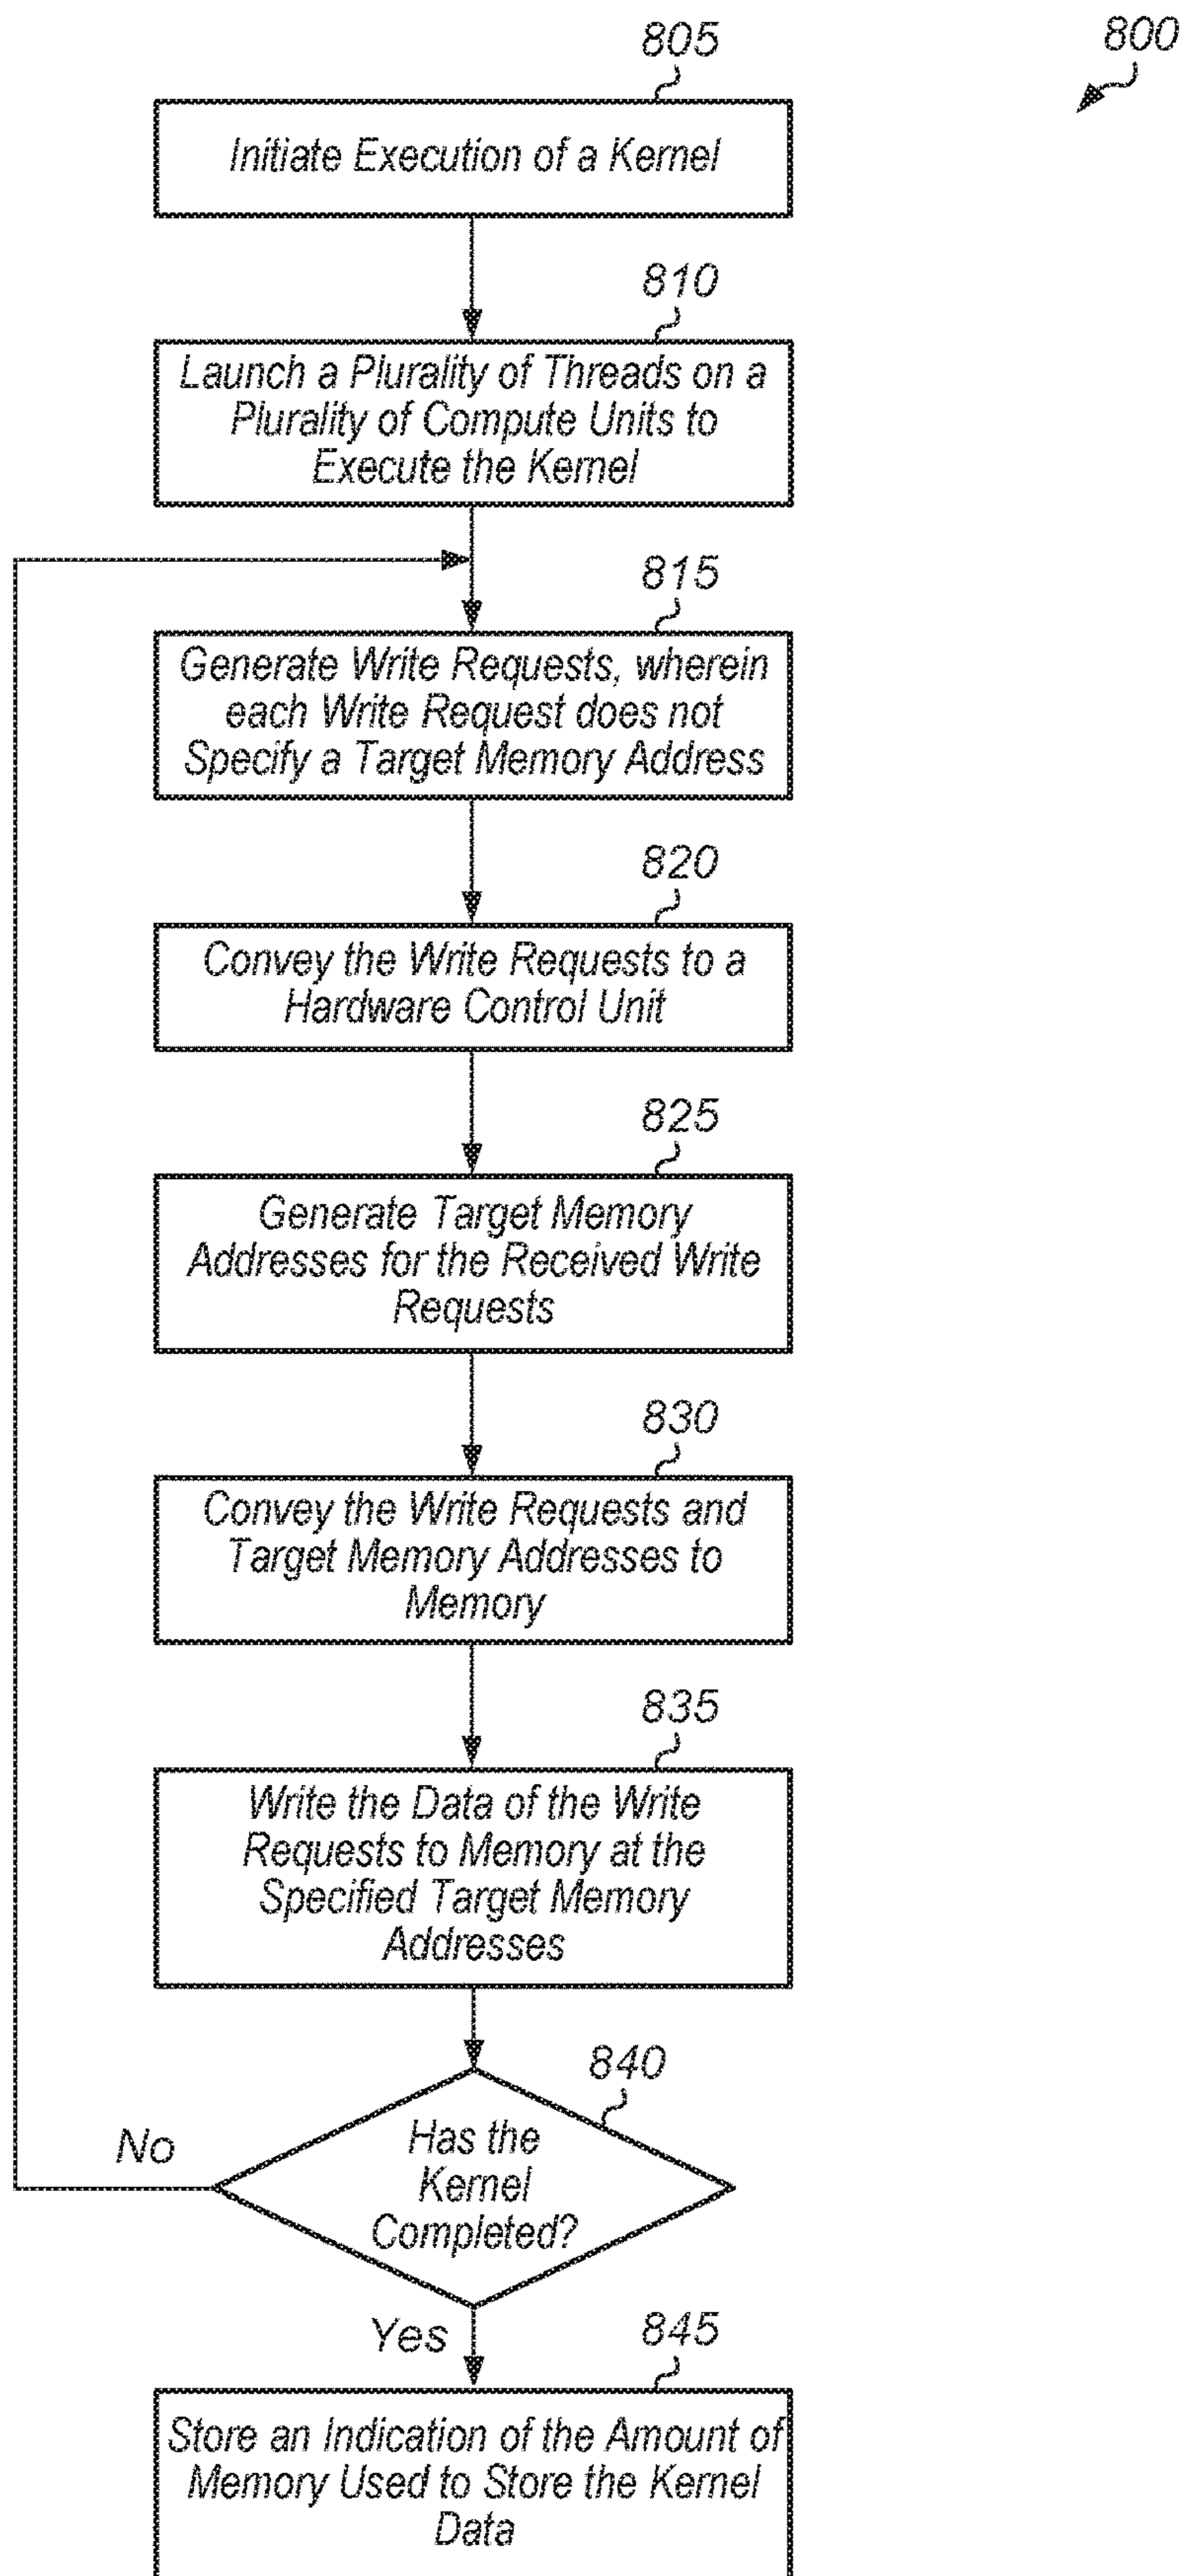 800
805
Initiate Execution of a Kernel
810
Launch a Plurality of Threads on a
Plurality of Compute Units to
Execute the Kernel
815
Generate Write Requests, wherein
each Write Request does not
Specify a Target Memory Address
820
Convey the Write Requests to a
Hardware Control Unit
825
Generate Target Memory
Addresses for the Received Write
Requests
830
Convey the Write Requests and
Target Memory Addresses to
Memory
835
Write the Data of the Write
Requests to Memory at the
Specified Target Memory
Addresses
840
Has the
Kernel
Completed?
No
Yes
845
Store an Indication of the Amount of
Memory Used to Store the Kernel
Data